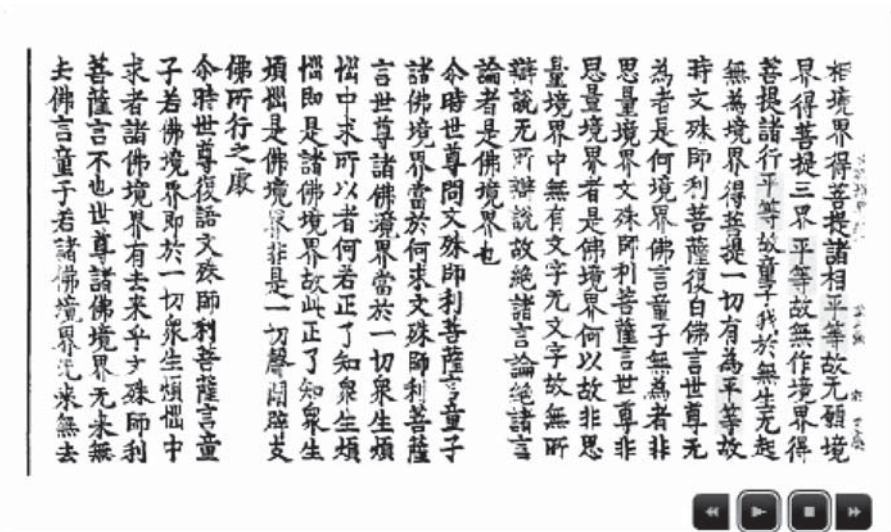 相境界得菩提諸相平等故无願境
界得菩提三界平等故無作境界得
菩提諸行平等故童子我於無生无起
無為境界得菩提一切有為平等故
時文殊師利菩薩復白佛言世尊无
為者是何境界佛言童子無為者非
思量境界文殊師利菩薩言世尊非
思量境界者是佛境界何以故非思
量境界中無有文字无文字故無所
辯說无所辯說故絶諸言論絶諸言
論者是佛境界也
尒時世尊問文殊師利菩薩言童子
諸佛境界當於何求文殊師利菩薩
言世尊諸佛境界當於一切衆生煩
惱中求所以者何若正了知衆生煩
惱即是諸佛境界故此正了知衆生
煩惱是佛境界非是一切聲聞辟支
佛所行之處
尒時世尊復語文殊師利菩薩言童
子若佛境界即於一切衆生煩惱中
求者諸佛境界有去来乎文殊師利
菩薩言不也世尊諸佛境界无来無
去佛言童子若諸佛境界无来無去